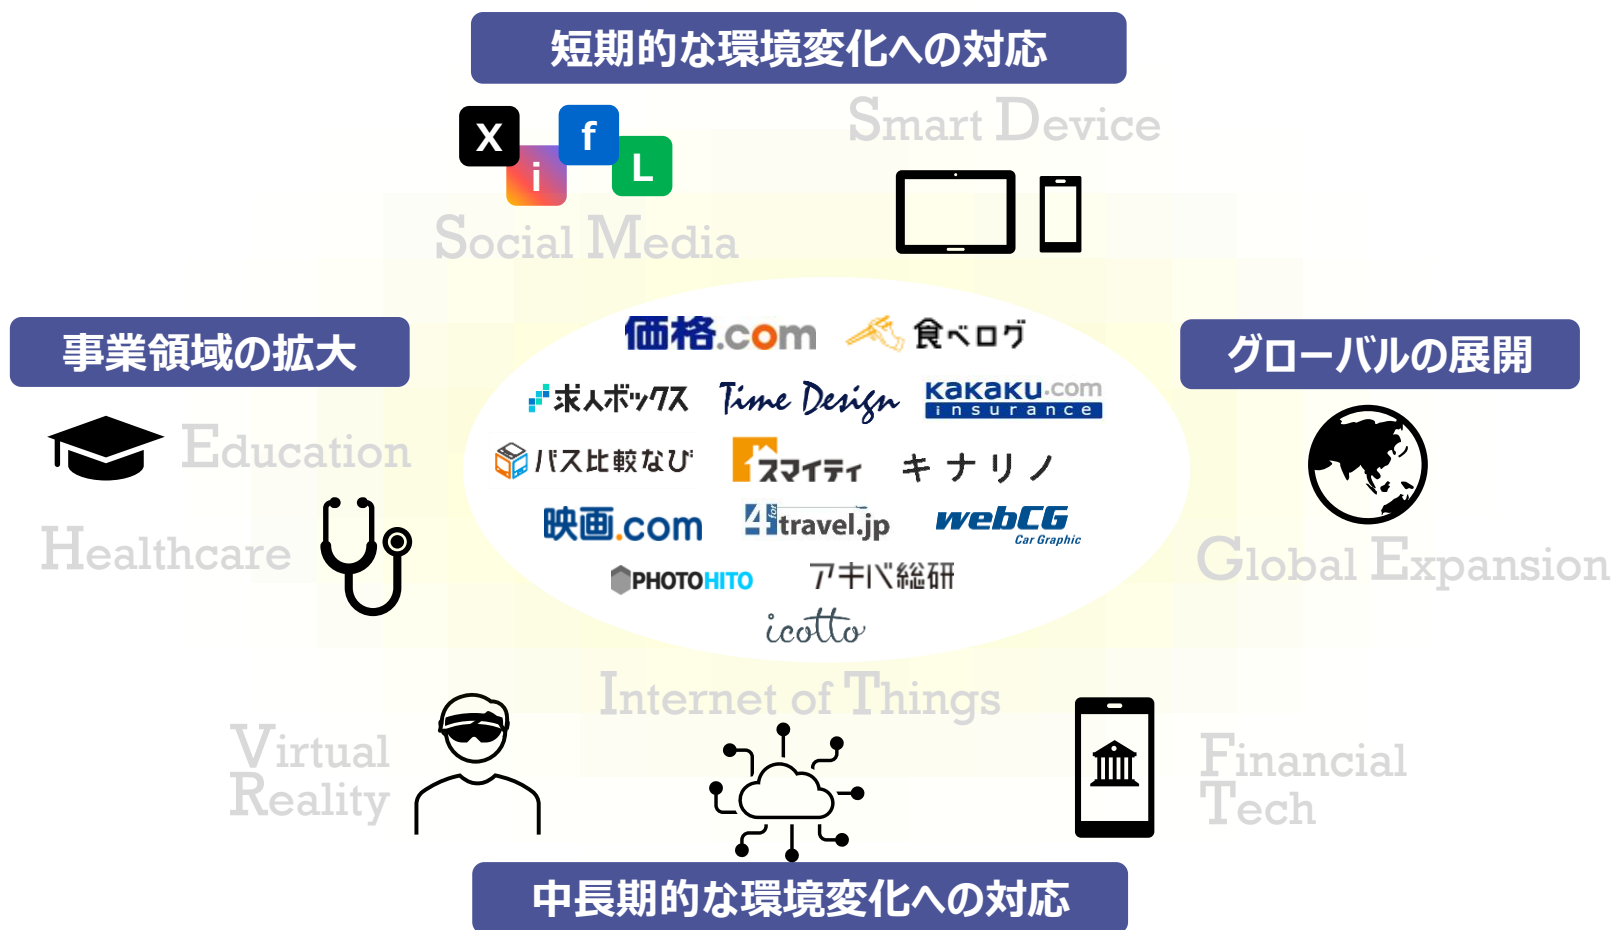 短期的な環境変化への対応
X
f
i
L
Smart Device
Social Media
事業領域の拡大
グローバルの展開
価格.com
食べログ
求人ボックス
Time Design
kakaku.com
insurance
Education
バス比較なび
スマイティ
キナリノ
Healthcare
映画.com
4
for
travel.jp
webCG
Car Graphic
Global Expansion
PHOTOHITO
アキバ総研
icotto
Internet of Things
Virtual
Reality
Financial
Tech
中長期的な環境変化への対応